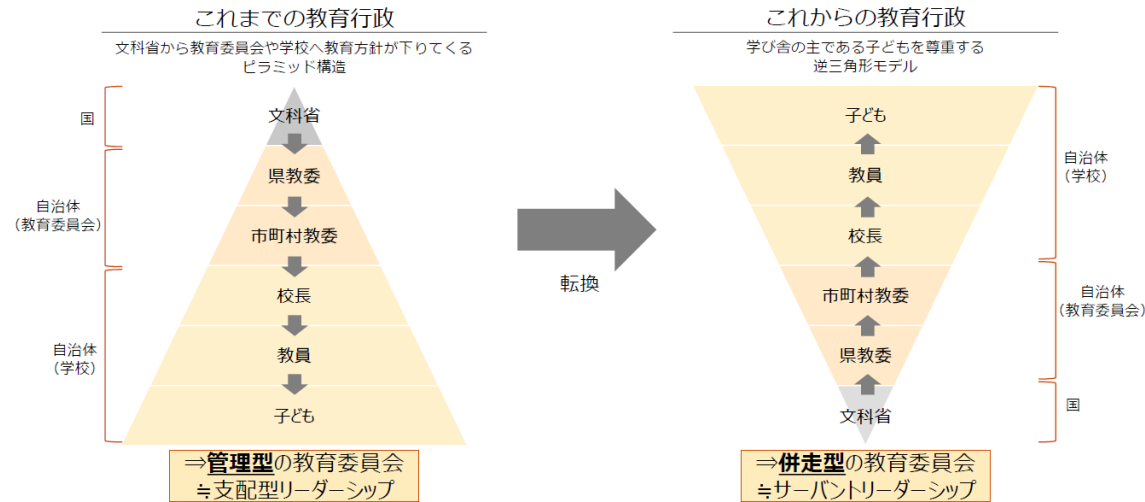 これまでの教育行政
文科省から教育委員会や学校へ教育方針が下りてくる
ピラミッド構造
国
自治体
（教育委員会）
自治体
（学校）
文科省
県教委
市町村教委
校長
教員
子ども
⇒管理型の教育委員会
≒支配型リーダーシップ
転換
これからの教育行政
学び舎の主である子どもを尊重する
逆三角形モデル
子ども
教員
校長
市町村教委
県教委
文科省
自治体
（学校）
自治体
（教育委員会）
国
⇒併走型の教育委員会
≒サーバントリーダーシップ